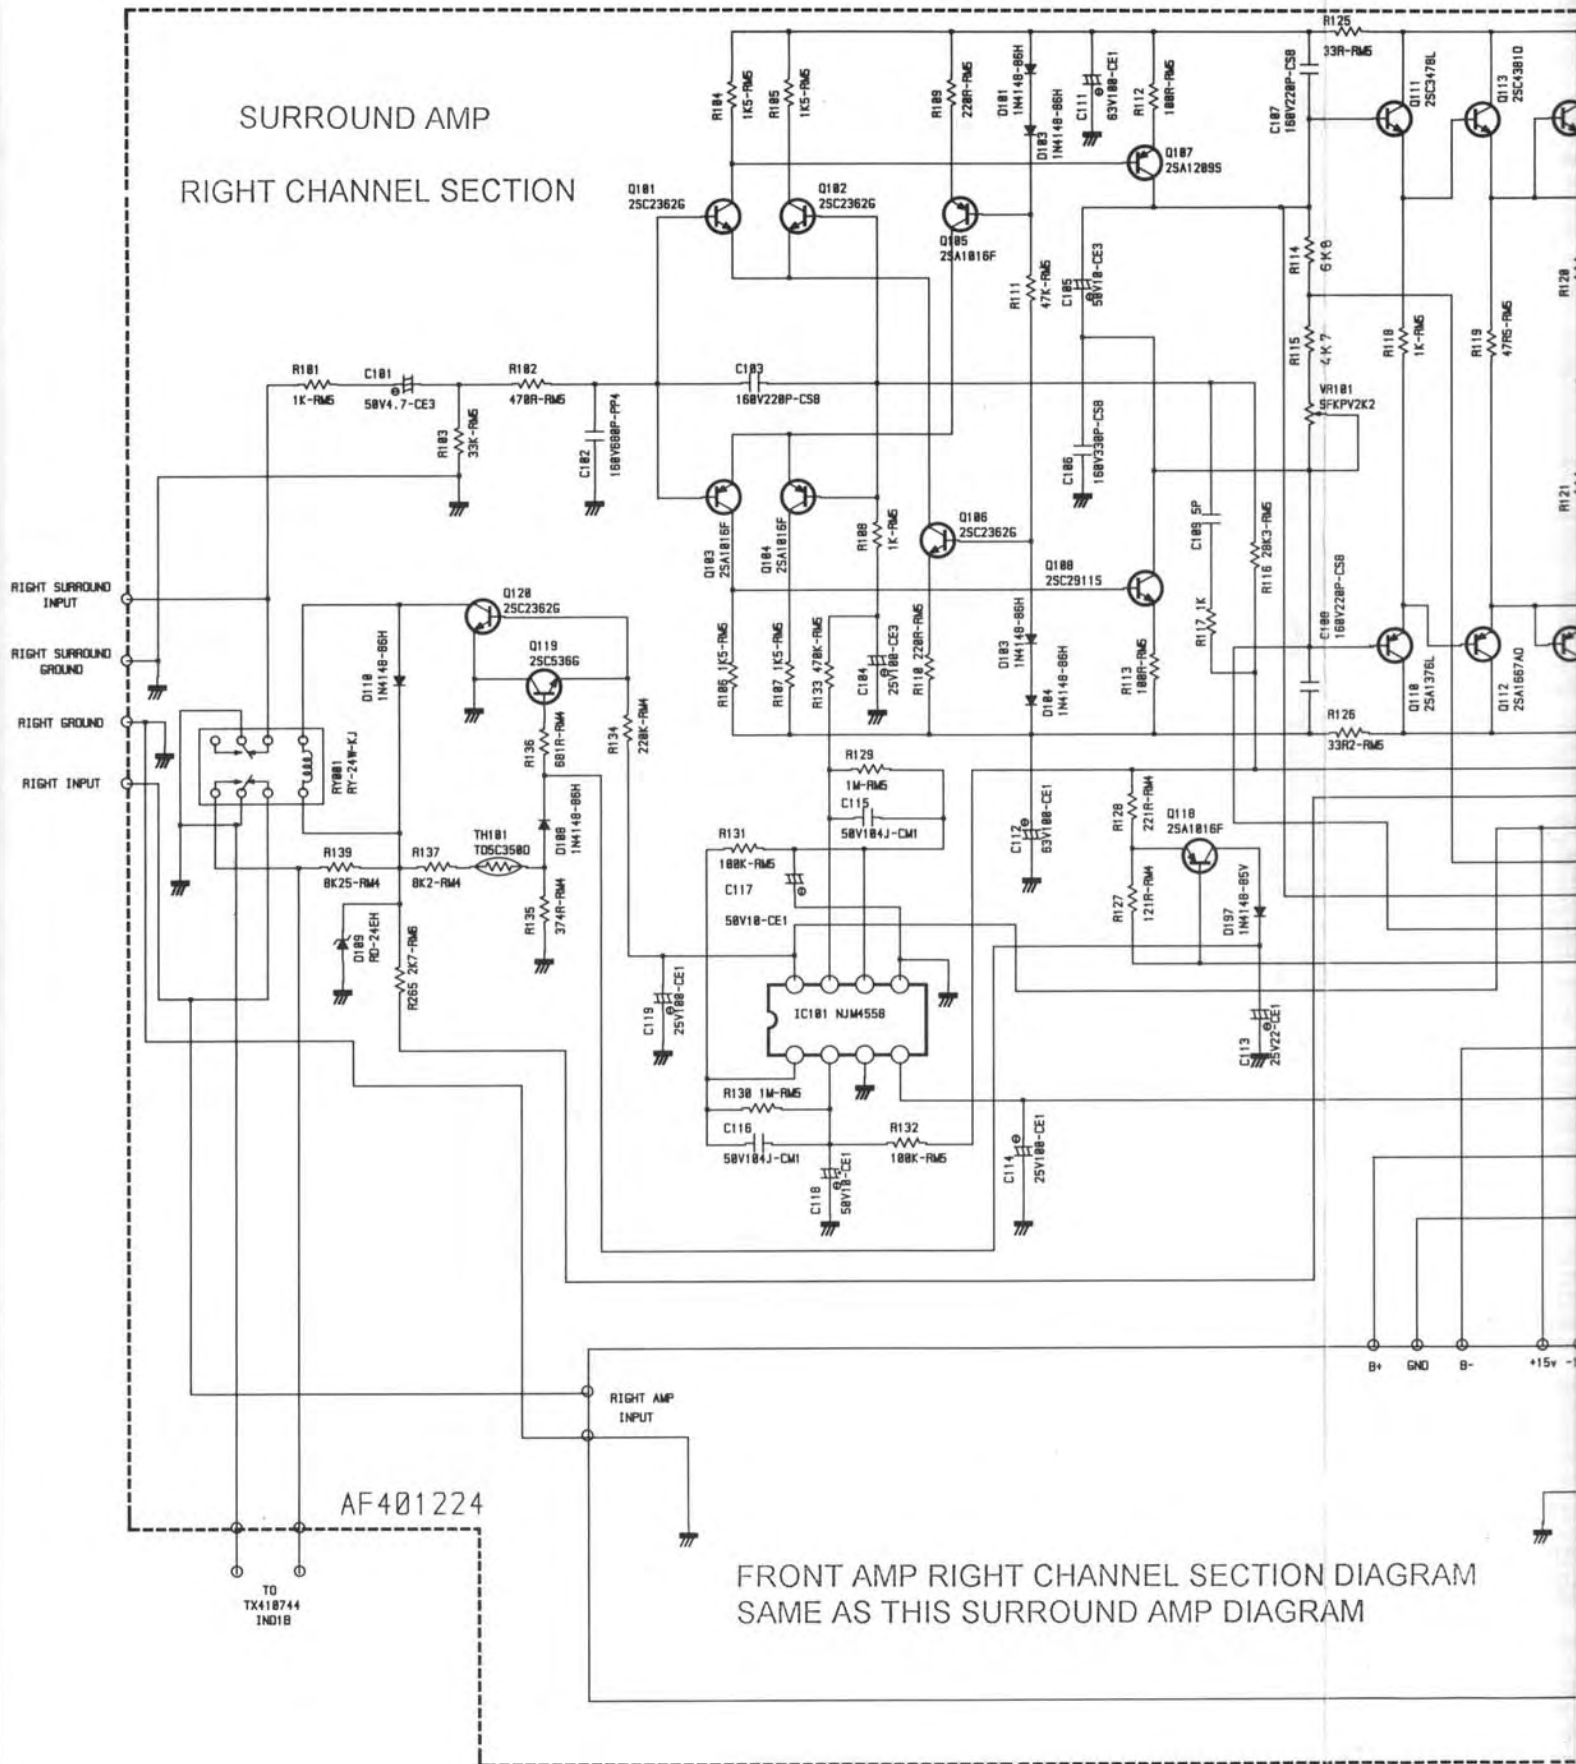 SURROUND AMP
RIGHT CHANNEL SECTION
R104
1K5-RM5
R105
1K5-RM5
R109
220R-RM5
D101
1N4148-86H
D103
1N4148-86H
C111
63V100-CE1
R112
100R-RM5
R125
33R-RM5
C107
160V220P-CS8
Q111
2SC3478L
Q113
2SC4381O
Q101
2SC2362G
Q102
2SC2362G
Q107
2SA1209S
Q105
2SA1016F
R111
47K-RM5
C105
50V10-CE3
R114
6K8
R115
4K7
R118
1K-RM5
R119
47R5-RM5
R120
R121
VR101
SFKPV2K2
R101
1K-RM5
C101
50V4.7-CE3
R102
470R-RM5
C103
160V220P-CS8
R103
33K-RM5
C102
160V680P-PP4
C106
160V330P-CS8
Q103
2SA1016F
Q104
2SA1016F
R108
1K-RM5
Q106
2SC2362G
Q108
2SC2911S
C109 5P
R116 28K3-RM5
R117 1K
C108
160V220P-CS8
RIGHT SURROUND
INPUT
RIGHT SURROUND
GROUND
RIGHT GROUND
RIGHT INPUT
Q120
2SC2362G
Q119
2SC536G
D110
1N4148-86H
R106 1K5-RM5
R107 1K5-RM5
R133 470K-RM5
C104
25V100-CE3
R110 220R-RM5
D103
1N4148-86H
D104
1N4148-86H
R113
100R-RM5
Q110
2SA1376L
Q112
2SA1667AO
R126
33R2-RM5
RY001
RY-24W-KJ
R136
681R-RM4
R134
220K-RM4
R129
1M-RM5
C115
50V104J-CM1
R131
100K-RM5
C117
50V10-CE1
C112
63V100-CE1
R128
221R-RM4
Q118
2SA1016F
R127
121R-RM4
D197
1N4148-85V
R139
8K25-RM4
R137
8K2-RM4
TH101
TD5C350D
D108
1N4148-86H
R135
374R-RM4
D109
RD-24EH
R265 2K7-RM6
C119
25V100-CE1
IC101 NJM4558
C113
25V22-CE1
R130 1M-RM5
C116
50V104J-CM1
R132
100K-RM5
C118
50V10-CE1
C114
25V100-CE1
B+
GND
B-
+15v
RIGHT AMP
INPUT
AF401224
TO
TX410744
IND1B
FRONT AMP RIGHT CHANNEL SECTION DIAGRAM
SAME AS THIS SURROUND AMP DIAGRAM